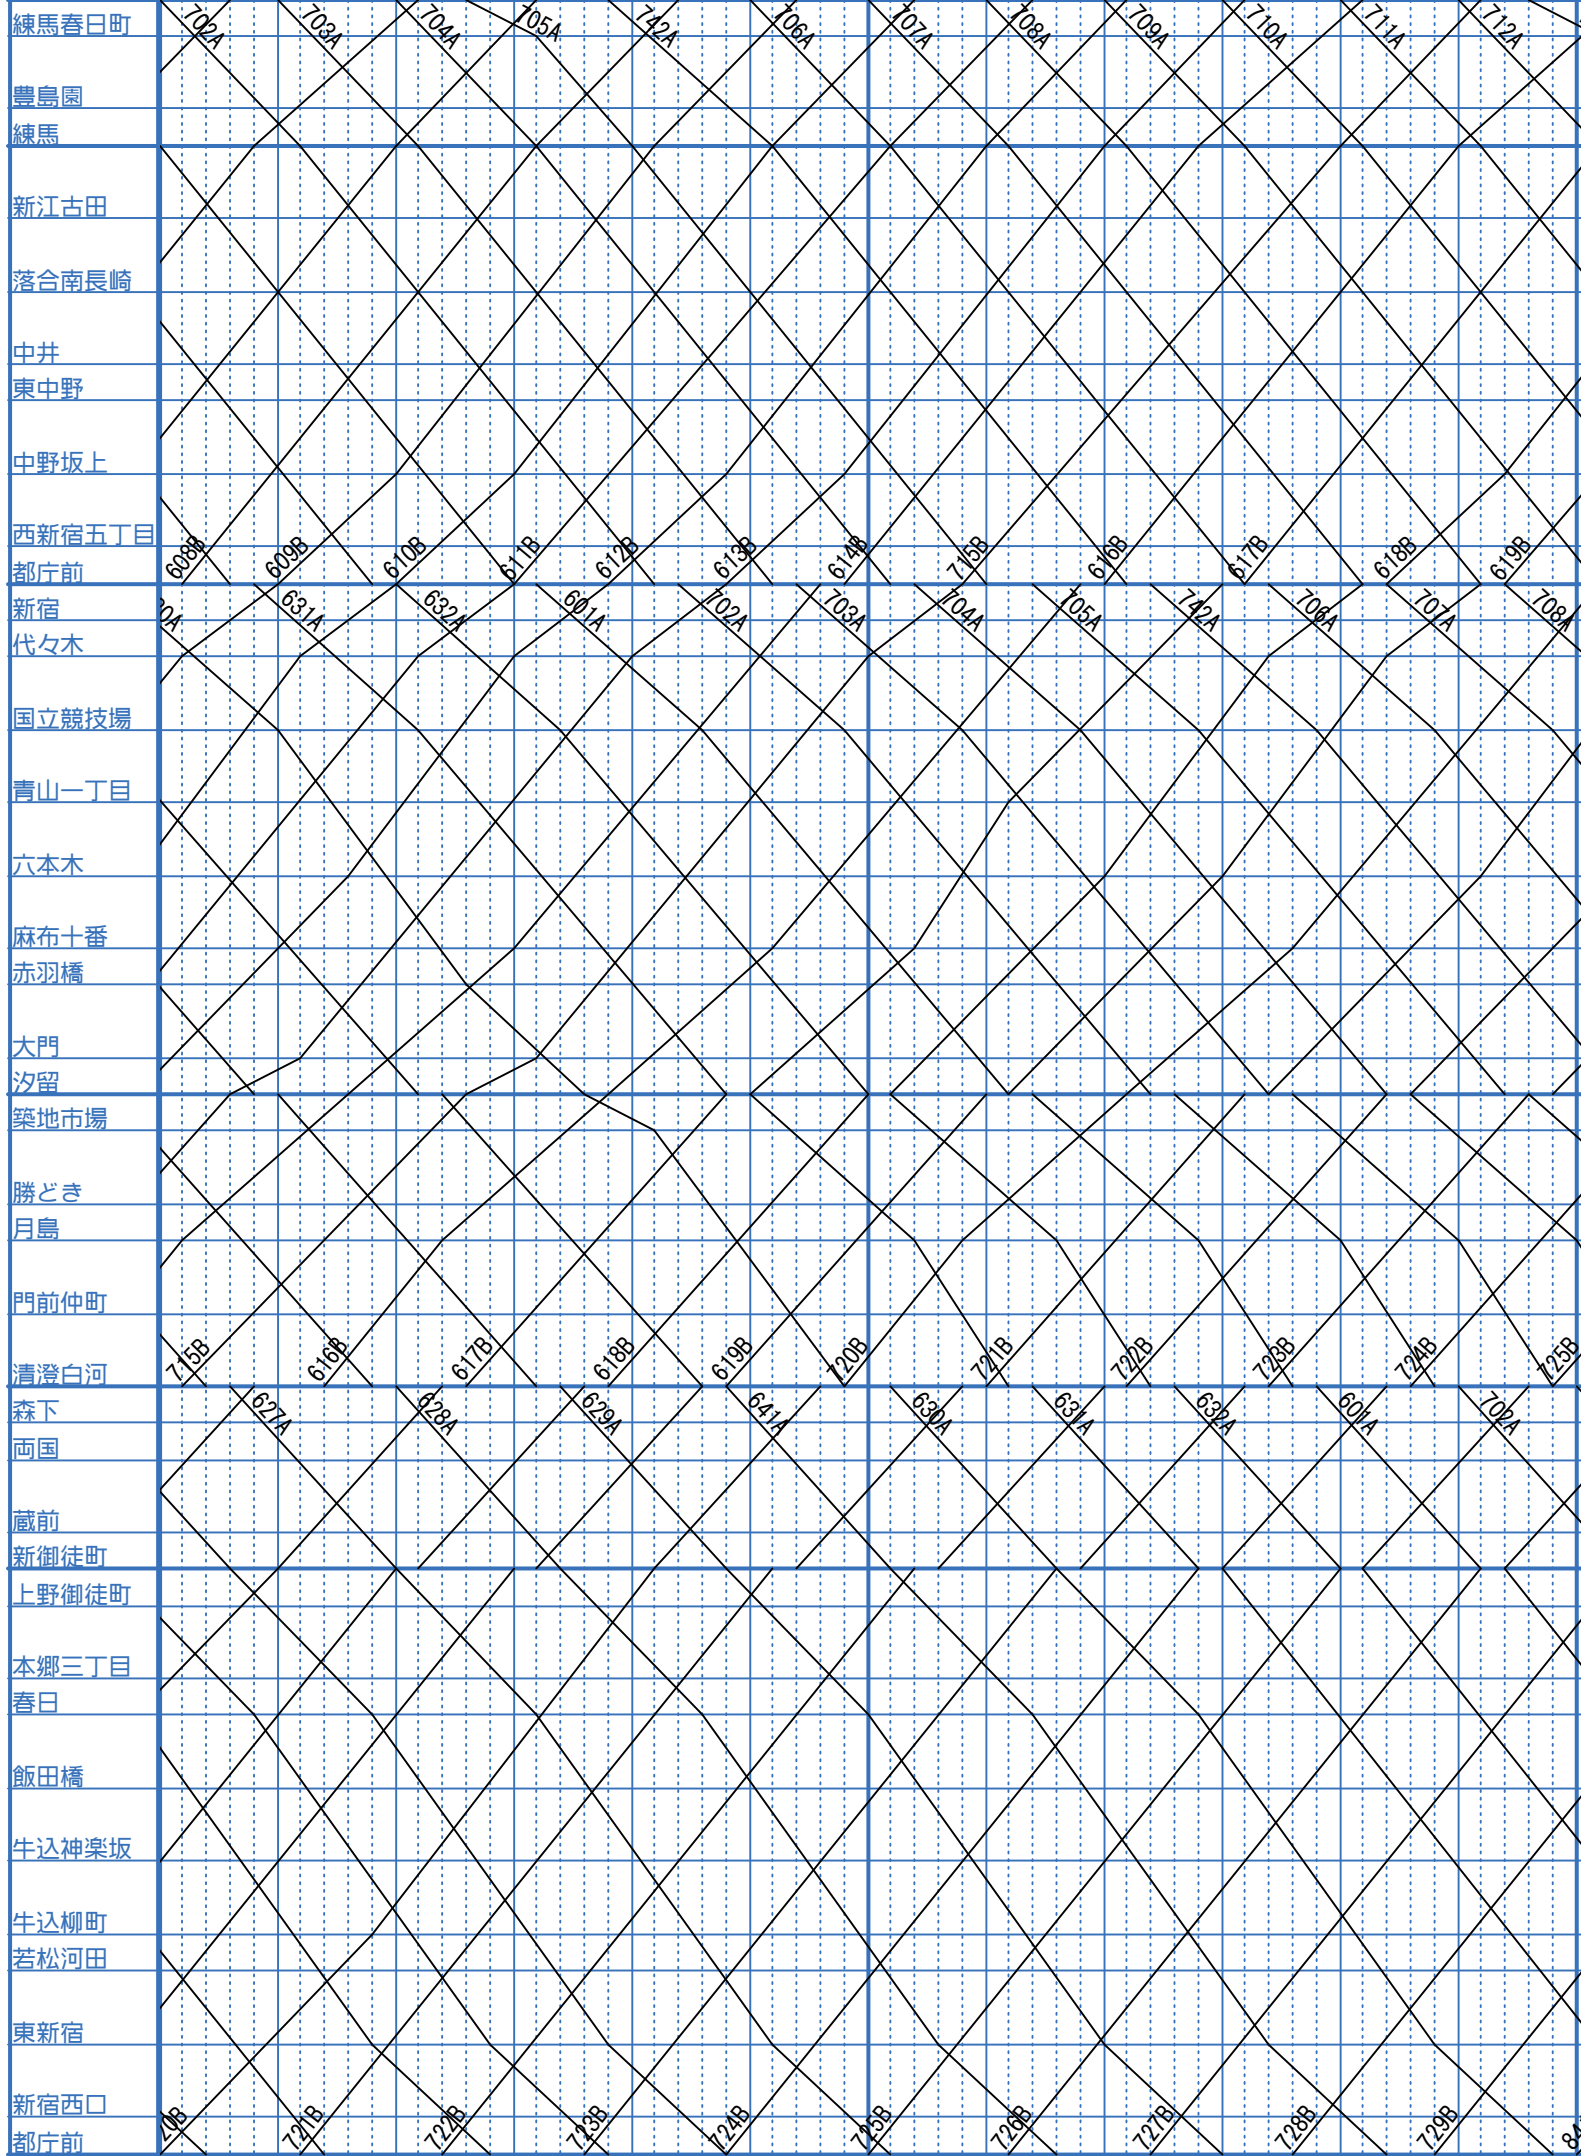 練馬春日町
702A 703A 704A 705A 742A 706A 707A 708A 709A 710A 711A 712A
豊島園
練馬
新江古田
落合南長崎
中井
東中野
中野坂上
西新宿五丁目
608B 609B 610B 611B 612B 613B 614B 715B 616B 617B 618B 619B
都庁前
新宿
30A 631A 632A 601A 702A 703A 704A 705A 742A 706A 707A 708A
代々木
国立競技場
青山一丁目
六本木
麻布十番
赤羽橋
大門
汐留
築地市場
勝どき
月島
門前仲町
715B 616B 617B 618B 619B 720B 721B 722B 723B 724B 725B
清澄白河
森下
627A 628A 629A 641A 630A 631A 632A 601A 702A
両国
蔵前
新御徒町
上野御徒町
本郷三丁目
春日
飯田橋
牛込神楽坂
牛込柳町
若松河田
東新宿
新宿西口
20B 721B 722B 723B 724B 725B 726B 727B 728B 729B
都庁前